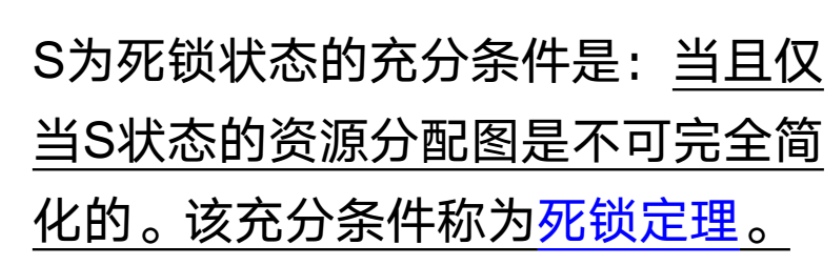 S为死锁状态的充分条件是：当且仅
当S状态的资源分配图是不可完全简
化的。该充分条件称为死锁定理。